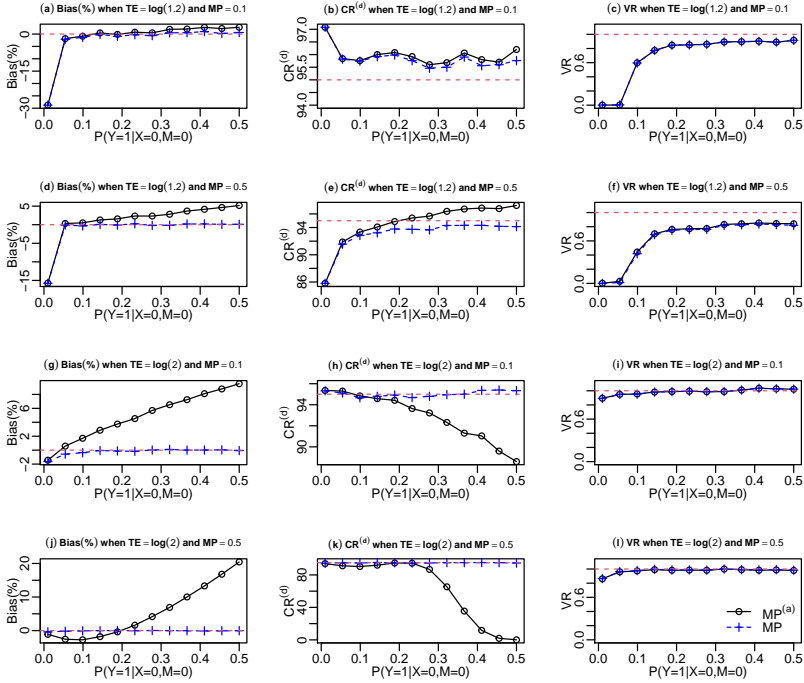 (a) Bias(%) when TE = log(1.2) and MP = 0.1
(b) CR(d) when TE = log(1.2) and MP = 0.1
(c) VR when TE = log(1.2) and MP = 0.1
Bias(%)
−30
0
0.0 0.1 0.2 0.3 0.4 0.5
P(Y=1|X=0,M=0)
CR(d)
94.0 95.5 97.0
0.0 0.1 0.2 0.3 0.4 0.5
P(Y=1|X=0,M=0)
VR
0.0 0.6
0.0 0.1 0.2 0.3 0.4 0.5
P(Y=1|X=0,M=0)
(d) Bias(%) when TE = log(1.2) and MP = 0.5
(e) CR(d) when TE = log(1.2) and MP = 0.5
(f) VR when TE = log(1.2) and MP = 0.5
Bias(%)
−15 −5 5
0.0 0.1 0.2 0.3 0.4 0.5
P(Y=1|X=0,M=0)
CR(d)
86 90 94
0.0 0.1 0.2 0.3 0.4 0.5
P(Y=1|X=0,M=0)
VR
0.0 0.6
0.0 0.1 0.2 0.3 0.4 0.5
P(Y=1|X=0,M=0)
(g) Bias(%) when TE = log(2) and MP = 0.1
(h) CR(d) when TE = log(2) and MP = 0.1
(i) VR when TE = log(2) and MP = 0.1
Bias(%)
−2 2 6
0.0 0.1 0.2 0.3 0.4 0.5
P(Y=1|X=0,M=0)
CR(d)
90 94
0.0 0.1 0.2 0.3 0.4 0.5
P(Y=1|X=0,M=0)
VR
0.0 0.6
0.0 0.1 0.2 0.3 0.4 0.5
P(Y=1|X=0,M=0)
(j) Bias(%) when TE = log(2) and MP = 0.5
(k) CR(d) when TE = log(2) and MP = 0.5
(l) VR when TE = log(2) and MP = 0.5
Bias(%)
0 10 20
0.0 0.1 0.2 0.3 0.4 0.5
P(Y=1|X=0,M=0)
CR(d)
0 40 80
0.0 0.1 0.2 0.3 0.4 0.5
P(Y=1|X=0,M=0)
VR
0.0 0.6
0.0 0.1 0.2 0.3 0.4 0.5
P(Y=1|X=0,M=0)
MP(a)
MP